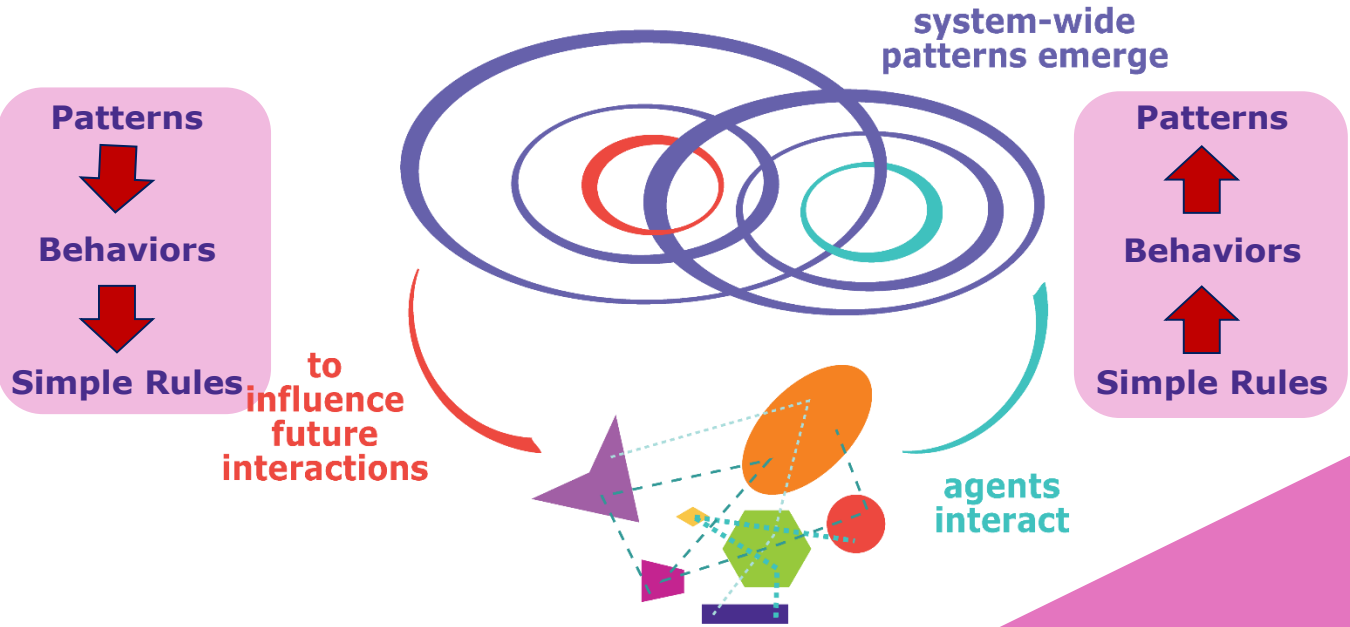 system-wide
patterns emerge
Patterns
Behaviors
Simple Rules
to
influence
future
interactions
agents
interact
Patterns
Behaviors
Simple Rules